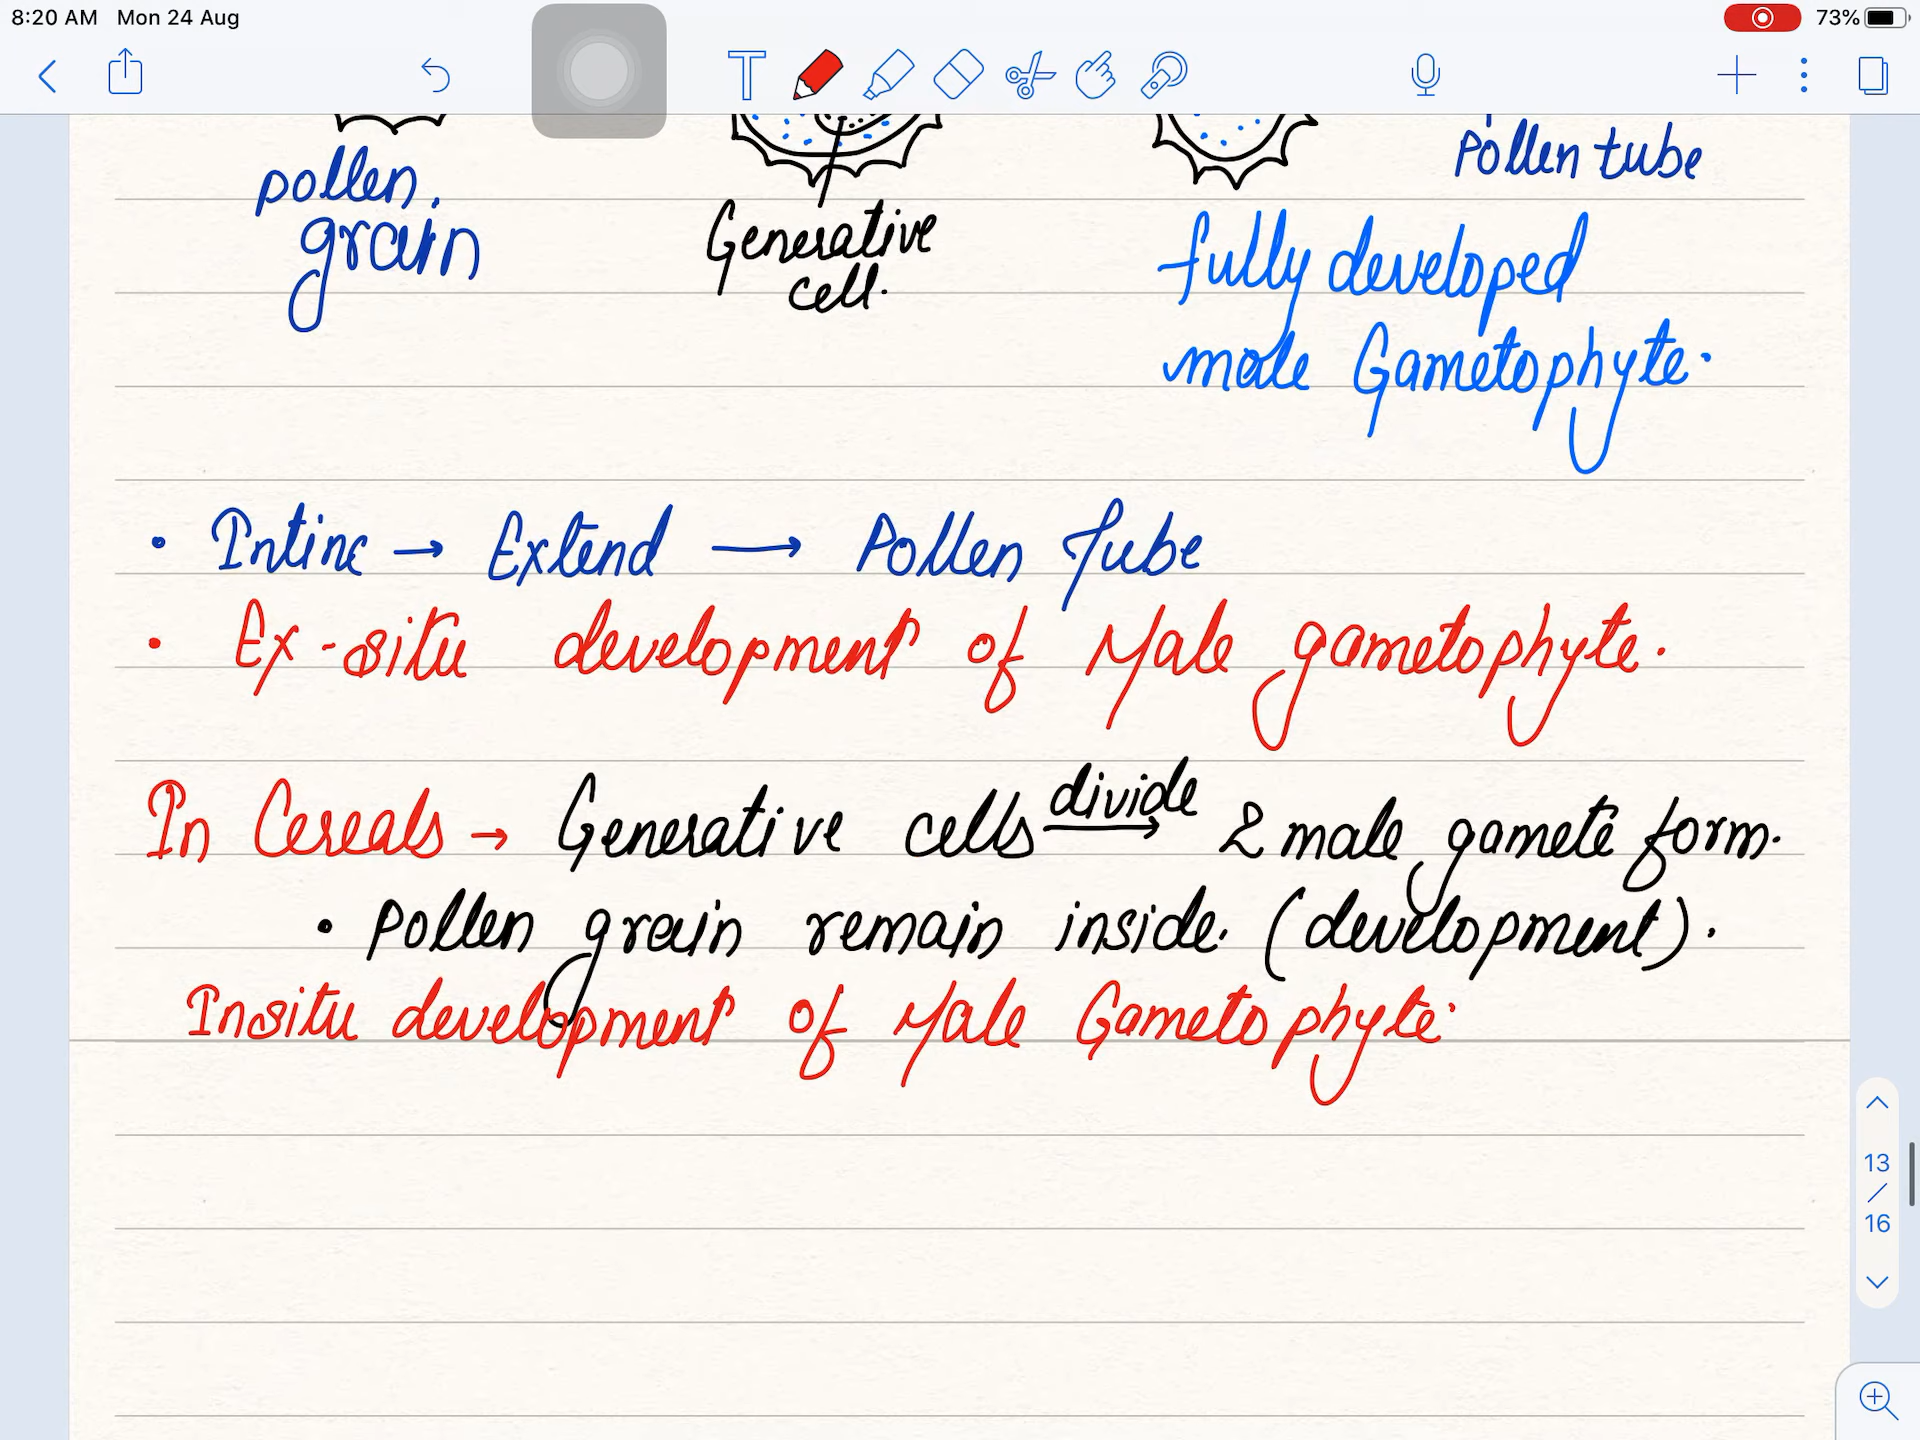 8:20 AM Mon 24 Aug
73%
T
pollen grain
Generative cell.
Pollen tube
fully developed
male Gametophyte.
• Intine → Extend → Pollen Tube
• Ex-situ development of Male gametophyte.
In Cereals → Generative cells divide → 2 male gamete form.
• pollen grain remain inside. (development).
Insitu development of Male Gametophyte.
13
/
16